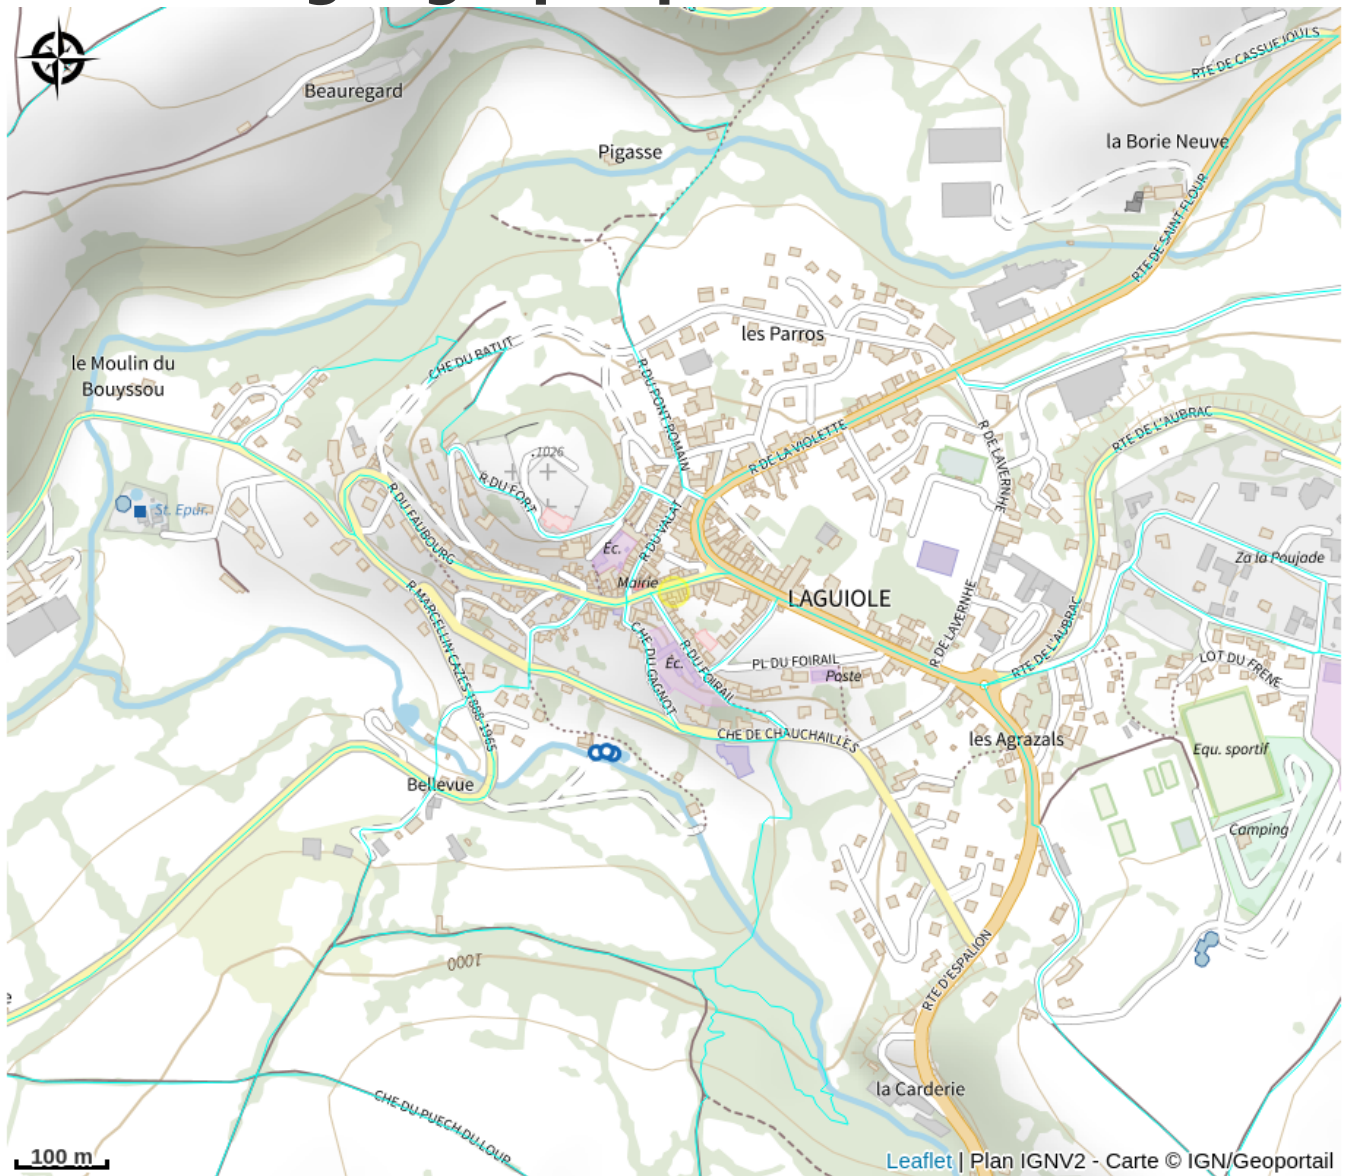 RTE DE CASSUEJOULS
Beauregard
la Borie Neuve
Pigasse
RTE DE SAINT FLOUR
les Parros
CHE DU BATUT
le Moulin du
Bouyssou
R DU PONT ROMAIN
RTE DE L'AUBRAC
R DE LA VIOLETTE
R DE LAVERNHE
.1026
R DU FORT
R DU FAUBOURG
St. Epur.
R DU VALAT
Éc.
Za la Poujade
Mairie
LAGUIOLE
R MARCELLIN CAZES 1888-1965
R DE LAVERNHE
RTE DE L'AUBRAC
CHE DU GAGNOT
R DU FOIRAIL
Éc.
PL DU FOIRAIL
Poste
LOT DU FRENE
CHE DE CHAUCHAILLES
les Agrazals
Equ. sportif
Bellevue
Camping
1000
RTE D'ESPALION
la Carderie
CHE DU PUECH DU LOUP
100 m
Leaflet | Plan IGNV2 - Carte © IGN/Geoportail